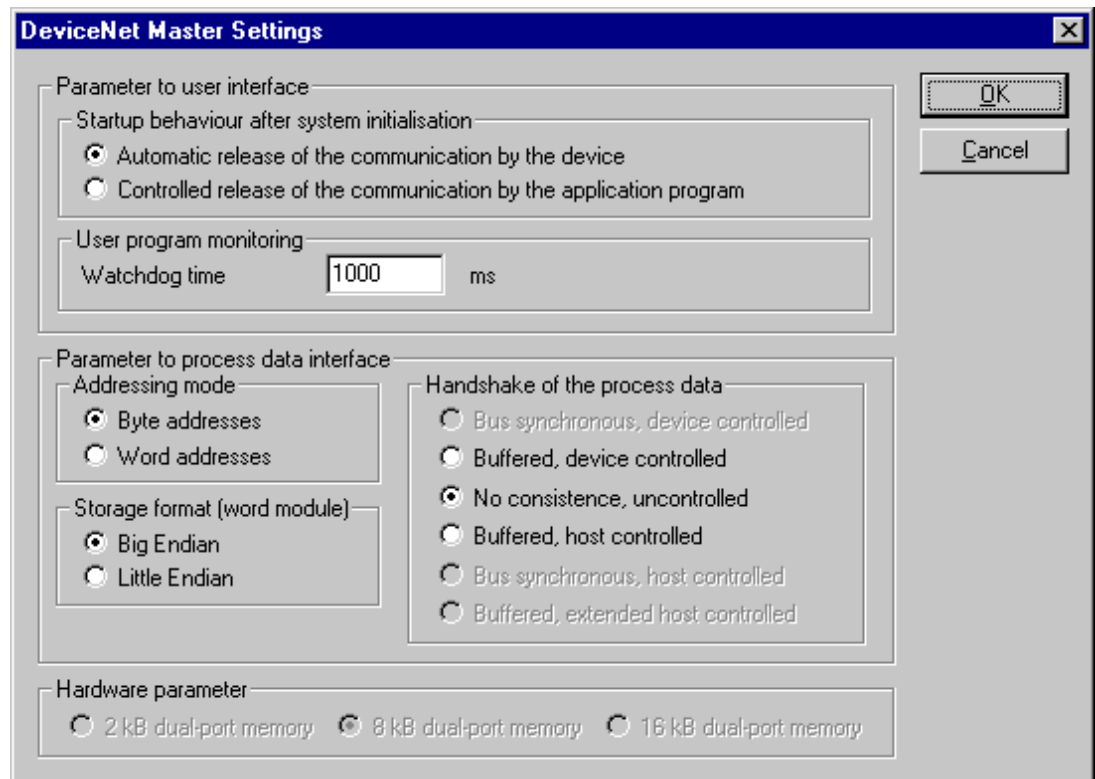 DeviceNet Master Settings
Parameter to user interface
OK
Startup behaviour after system initialisation
Automatic release of the communication by the device
Cancel
Controlled release of the communication by the application program
User program monitoring
Watchdog time 1000 ms
Parameter to process data interface
Addressing mode
Byte addresses
Word addresses
Storage format (word module)
Big Endian
Little Endian
Handshake of the process data
Bus synchronous, device controlled
Buffered, device controlled
No consistence, uncontrolled
Buffered, host controlled
Bus synchronous, host controlled
Buffered, extended host controlled
Hardware parameter
2 kB dual-port memory 8 kB dual-port memory 16 kB dual-port memory